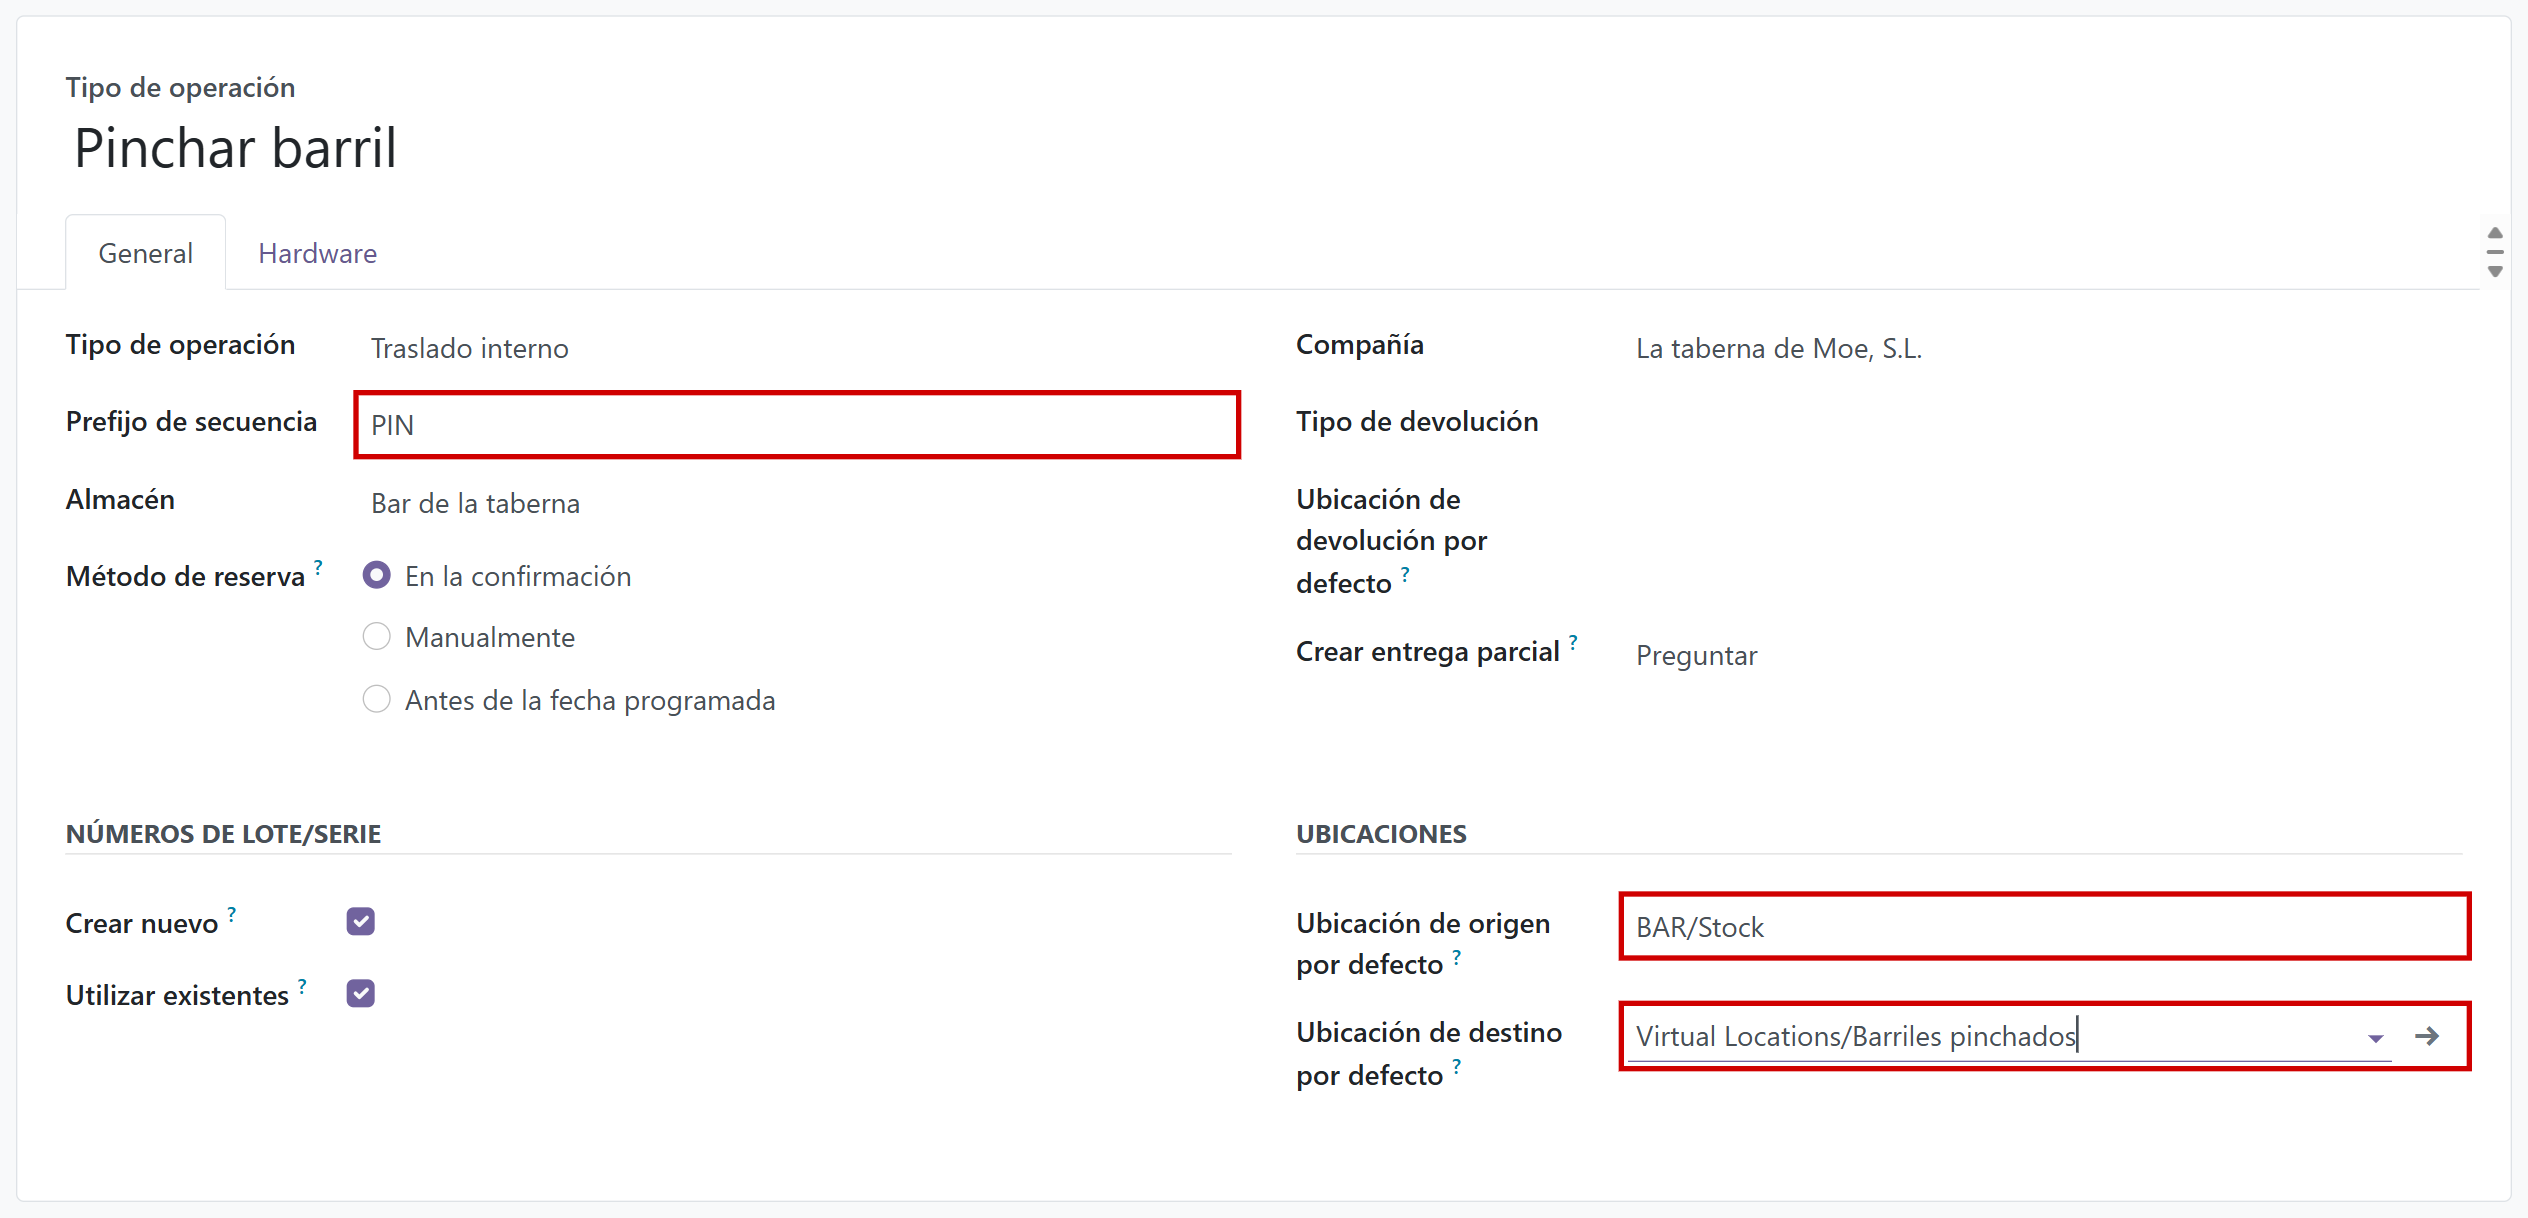 Tipo de operación
Pinchar barril
General
Hardware
Tipo de operación
Traslado interno
Prefijo de secuencia
PIN
Almacén
Bar de la taberna
Método de reserva ?
En la confirmación
Manualmente
Antes de la fecha programada
Compañía
La taberna de Moe, S.L.
Tipo de devolución
Ubicación de
devolución por
defecto ?
Crear entrega parcial ?
Preguntar
NÚMEROS DE LOTE/SERIE
Crear nuevo ?
Utilizar existentes ?
UBICACIONES
Ubicación de origen
por defecto ?
BAR/Stock
Ubicación de destino
por defecto ?
Virtual Locations/Barriles pinchados